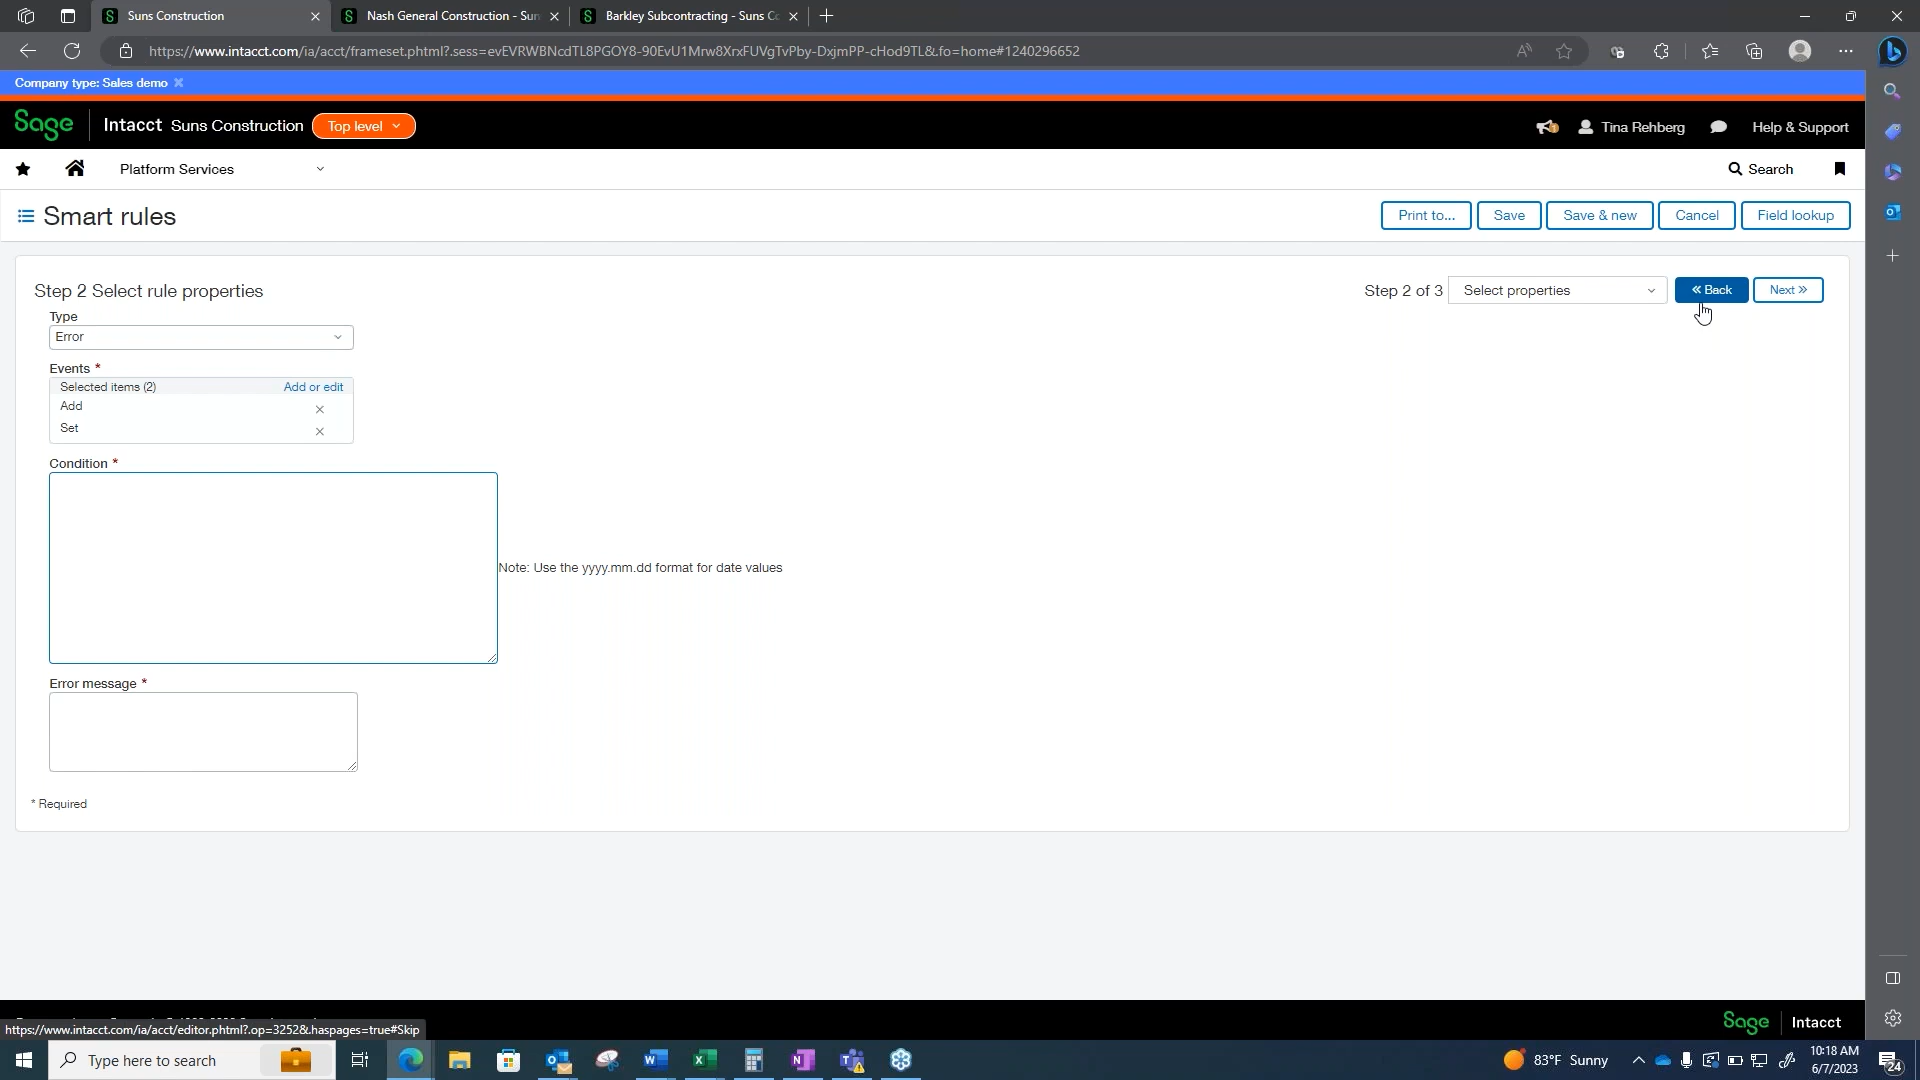 Suns Construction
Nash General Construction - Sun
Barkley Subcontracting - Suns Co
https://www.intacct.com/ia/acct/frameset.phtml?.sess=evEVRWBNcdTL8PGOY8-90EvU1Mrw8XrxFUVgTvPby-DxjmPP-cHod9TL&.fo=home#1240296652
Company type: Sales demo
Sage Intacct Suns Construction Top level
Tina Rehberg Help & Support
Platform Services
Search
Smart rules
Print to... Save Save & new Cancel Field lookup
Step 2 Select rule properties
Step 2 of 3 Select properties « Back Next »
Type
Error
Events *
Selected items (2) Add or edit
Add
Set
Condition *
Note: Use the yyyy.mm.dd format for date values
Error message *
* Required
https://www.intacct.com/ia/acct/editor.phtml?.op=3252&.haspages=true#Skip
Sage Intacct
Type here to search
83°F Sunny
10:18 AM
6/7/2023
24